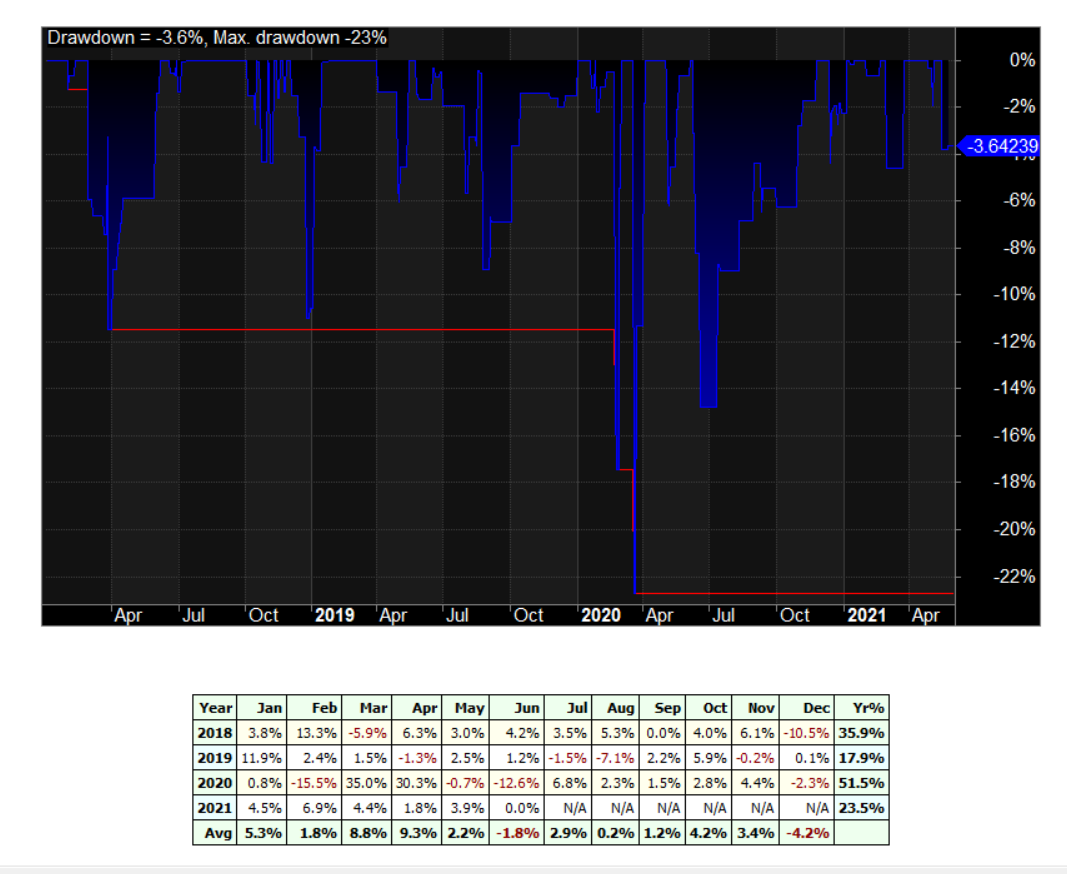 Drawdown = -3.6%, Max. drawdown -23%
0%
-2%
-3.64239
-6%
-8%
-10%
-12%
-14%
-16%
-18%
-20%
-22%
Apr Jul Oct 2019 Apr Jul Oct 2020 Apr Jul Oct 2021 Apr
Year Jan Feb Mar Apr May Jun Jul Aug Sep Oct Nov Dec Yr%
2018 3.8% 13.3% -5.9% 6.3% 3.0% 4.2% 3.5% 5.3% 0.0% 4.0% 6.1% -10.5% 35.9%
2019 11.9% 2.4% 1.5% -1.3% 2.5% 1.2% -1.5% -7.1% 2.2% 5.9% -0.2% 0.1% 17.9%
2020 0.8% -15.5% 35.0% 30.3% -0.7% -12.6% 6.8% 2.3% 1.5% 2.8% 4.4% -2.3% 51.5%
2021 4.5% 6.9% 4.4% 1.8% 3.9% 0.0% N/A N/A N/A N/A N/A N/A 23.5%
Avg 5.3% 1.8% 8.8% 9.3% 2.2% -1.8% 2.9% 0.2% 1.2% 4.2% 3.4% -4.2%